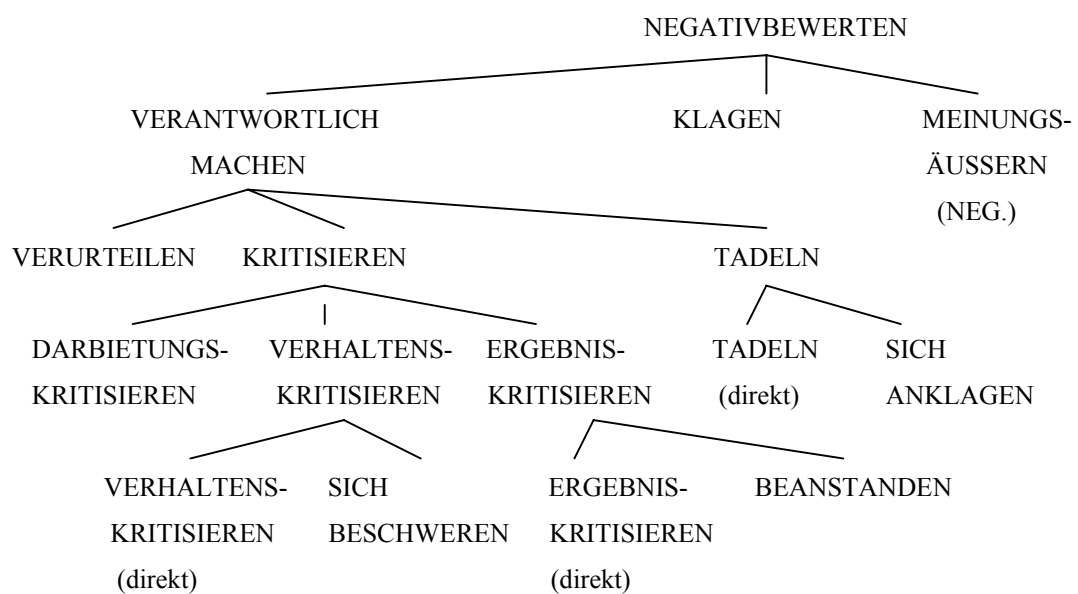 NEGATIVBEWERTEN
VERANTWORTLICH KLAGEN MEINUNGS-
MACHEN ÄUSSERN
(NEG.)
VERURTEILEN KRITISIEREN TADELN
DARBIETUNGS- VERHALTENS- ERGEBNIS- TADELN SICH
KRITISIEREN KRITISIEREN KRITISIEREN (direkt) ANKLAGEN
VERHALTENS- SICH ERGEBNIS- BEANSTANDEN
KRITISIEREN BESCHWEREN KRITISIEREN
(direkt) (direkt)